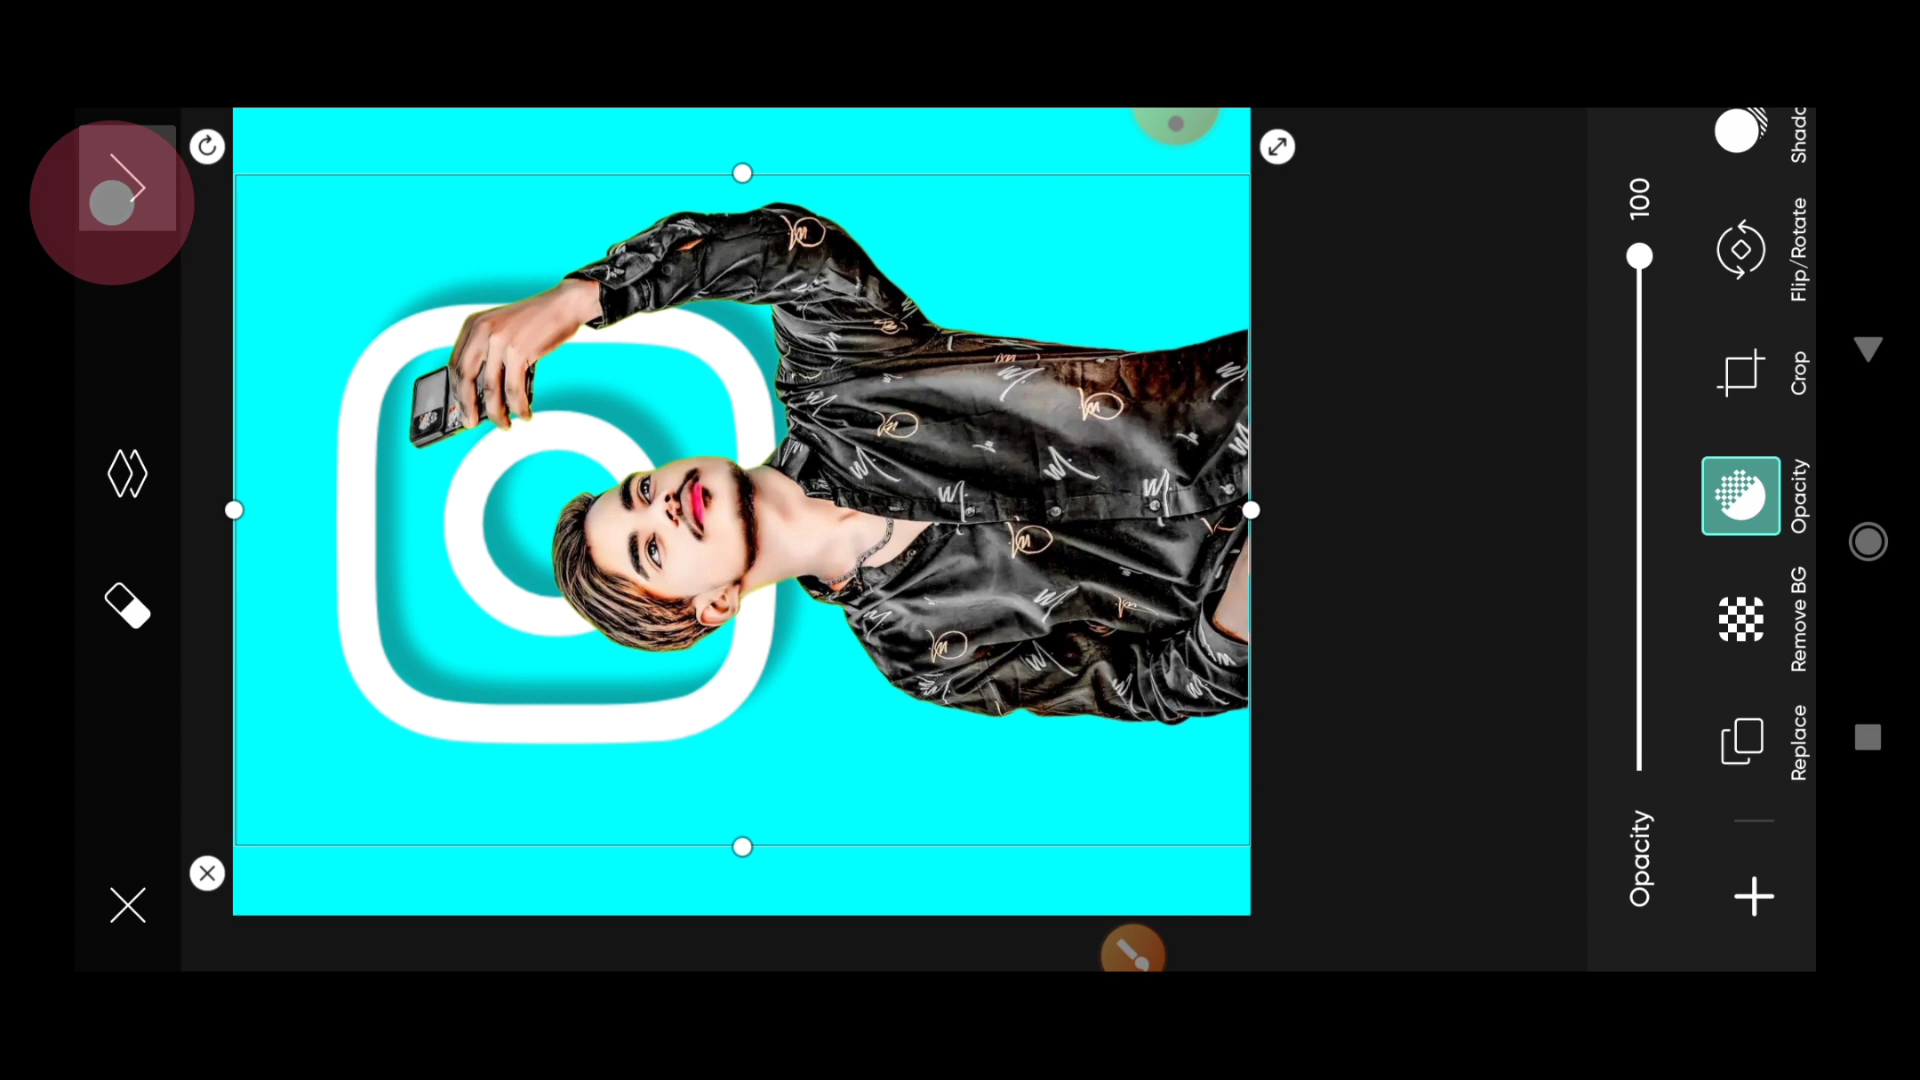 Opacity
100
Replace
Remove BG
Opacity
Crop
Flip/Rotate
Shado